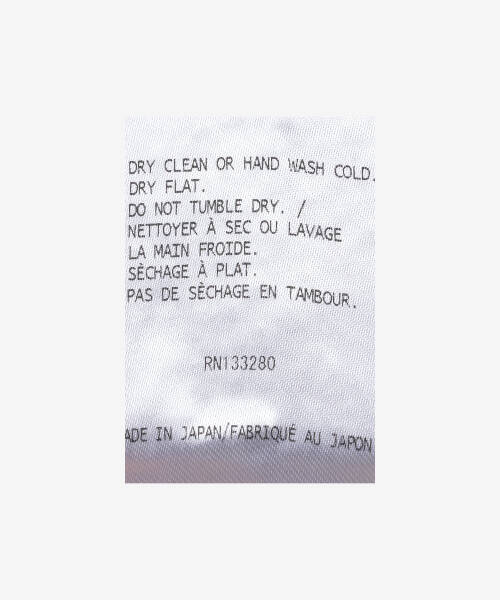 DRY CLEAN OR HAND WASH COLD.
DRY FLAT.
DO NOT TUMBLE DRY. /
NETTOYER À SEC OU LAVAGE
LA MAIN FROIDE.
SÈCHAGE À PLAT.
PAS DE SÈCHAGE EN TAMBOUR.
RN133280
ADE IN JAPAN/FABRIQUÉ AU JAPON